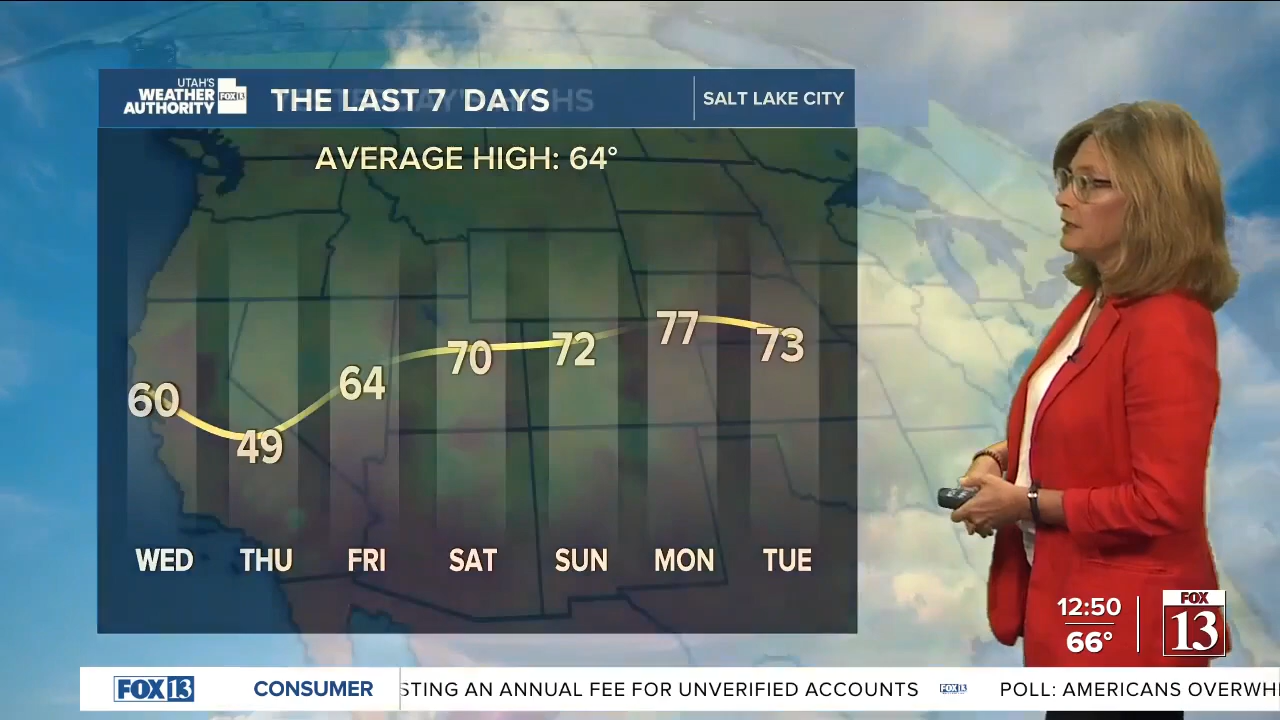 UTAH'S
WEATHER
AUTHORITY
FOX 13
THE LAST 7 DAYS
SALT LAKE CITY
AVERAGE HIGH: 64°
60
49
64
70
72
77
73
WED THU FRI SAT SUN MON TUE
12:50
66°
FOX
13
FOX 13 CONSUMER STING AN ANNUAL FEE FOR UNVERIFIED ACCOUNTS FOX 13 POLL: AMERICANS OVERWH